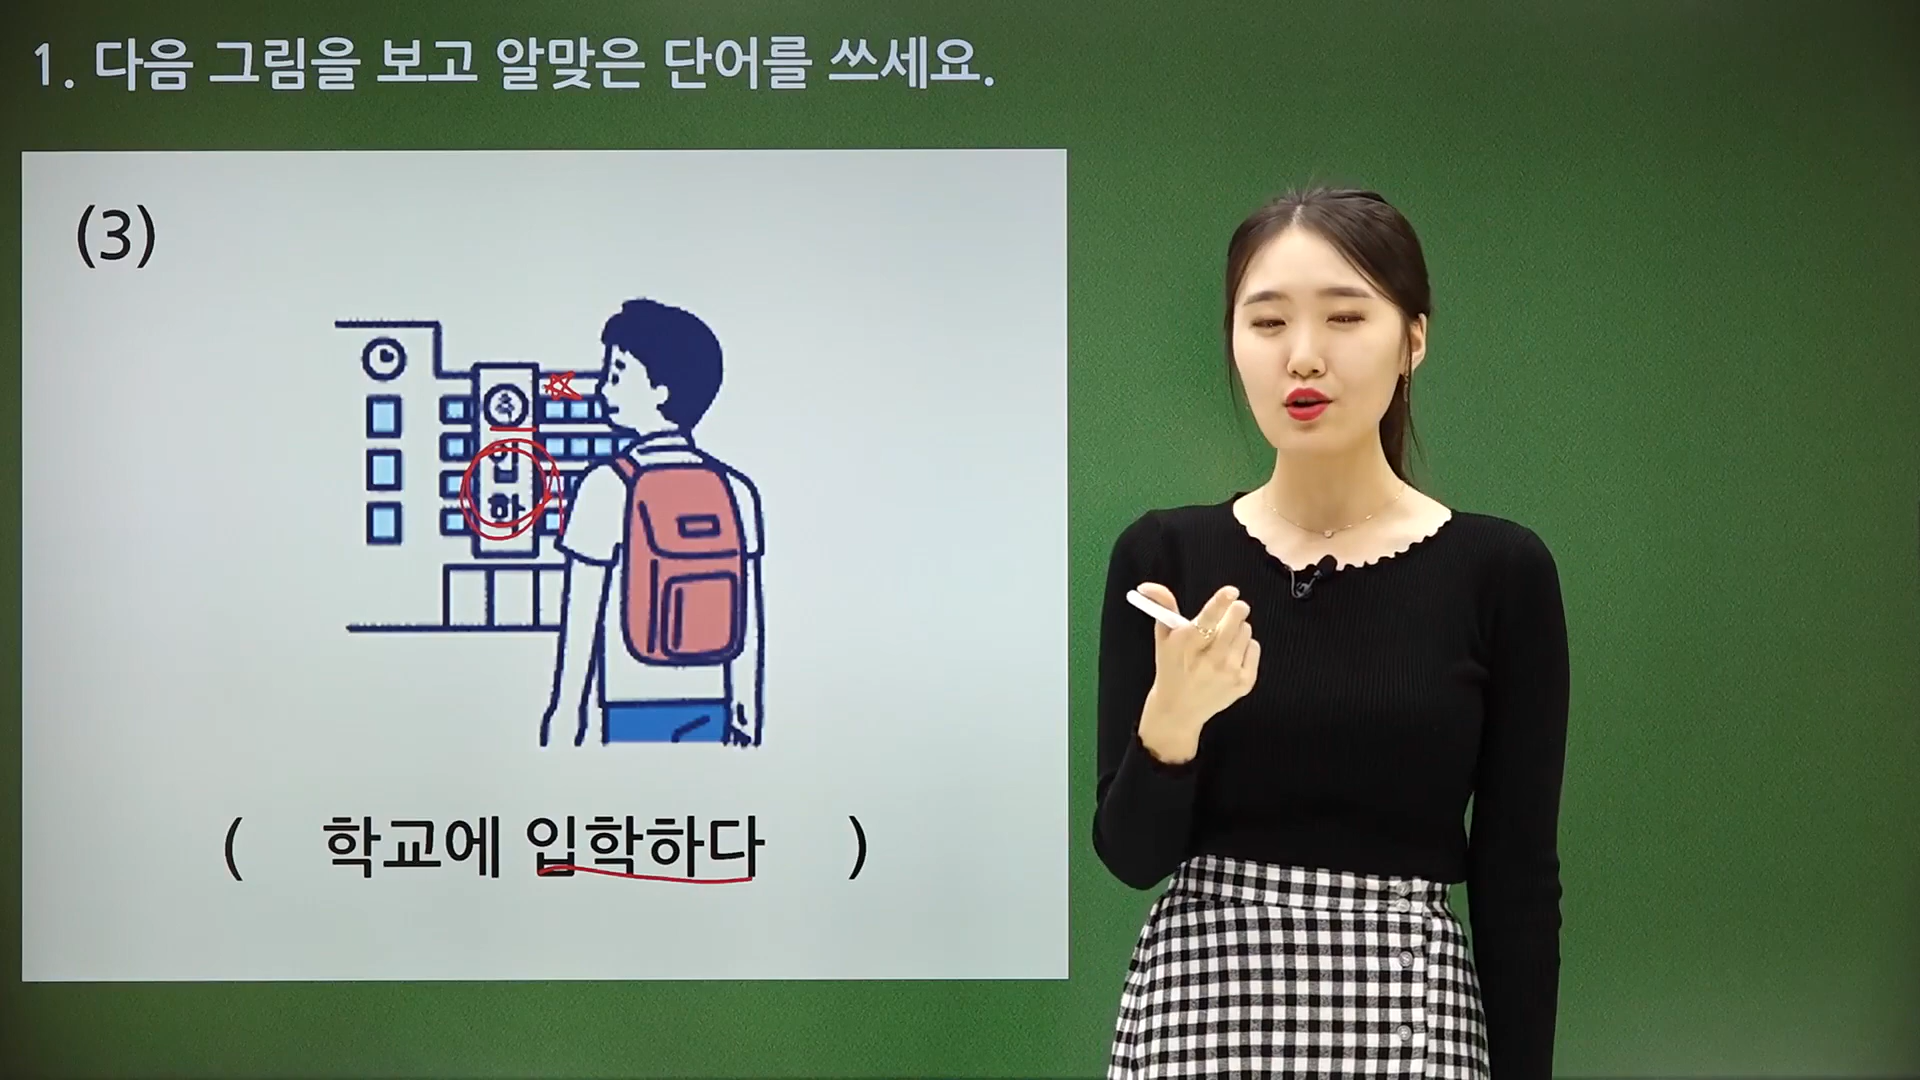 1. 다음 그림을 보고 알맞은 단어를 쓰세요.
(3)
축
입
학
( 학교에 입학하다 )